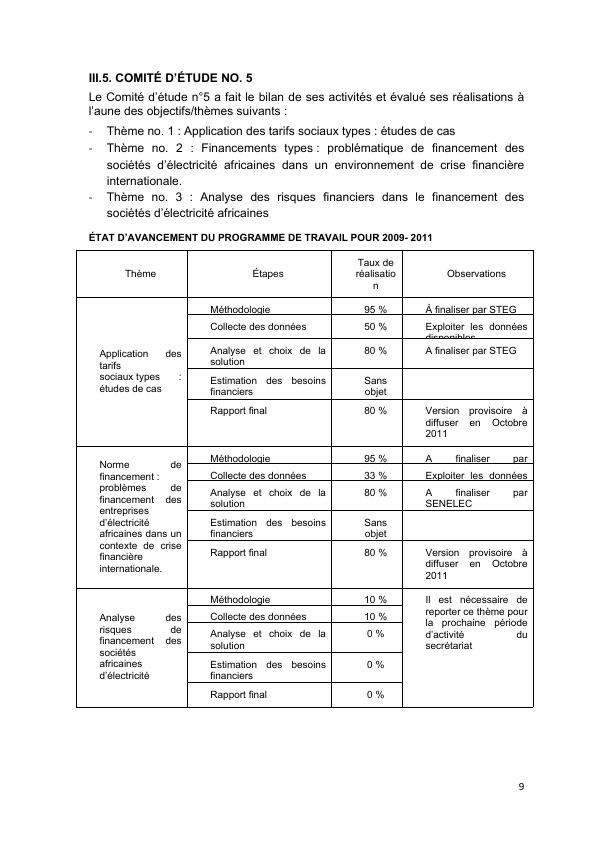 III.5. COMITÉ D’ÉTUDE NO. 5
Le Comité d’étude n°5 a fait le bilan de ses activités et évalué ses réalisations à
l’aune des objectifs/thèmes suivants :
- Thème no. 1 : Application des tarifs sociaux types : études de cas
- Thème no. 2 : Financements types : problématique de financement des
sociétés d’électricité africaines dans un environnement de crise financière
internationale.
- Thème no. 3 : Analyse des risques financiers dans le financement des
sociétés d’électricité africaines
ÉTAT D’AVANCEMENT DU PROGRAMME DE TRAVAIL POUR 2009- 2011
Thème
Étapes
Taux de
réalisatio
n
Observations
Application des
tarifs
sociaux types :
études de cas
Méthodologie
95 %
À finaliser par STEG
Collecte des données
50 %
Exploiter les données
disponibles
Analyse et choix de la
solution
80 %
A finaliser par STEG
Estimation des besoins
financiers
Sans
objet
Rapport final
80 %
Version provisoire à
diffuser en Octobre
2011
Norme de
financement :
problèmes de
financement des
entreprises
d’électricité
africaines dans un
contexte de crise
financière
internationale.
Méthodologie
95 %
A finaliser par
Collecte des données
33 %
Exploiter les données
Analyse et choix de la
solution
80 %
A finaliser par
SENELEC
Estimation des besoins
financiers
Sans
objet
Rapport final
80 %
Version provisoire à
diffuser en Octobre
2011
Analyse des
risques de
financement des
sociétés
africaines
d’électricité
Méthodologie
10 %
Il est nécessaire de
reporter ce thème pour
la prochaine période
d’activité du
secrétariat
Collecte des données
10 %
Analyse et choix de la
solution
0 %
Estimation des besoins
financiers
0 %
Rapport final
0 %
9